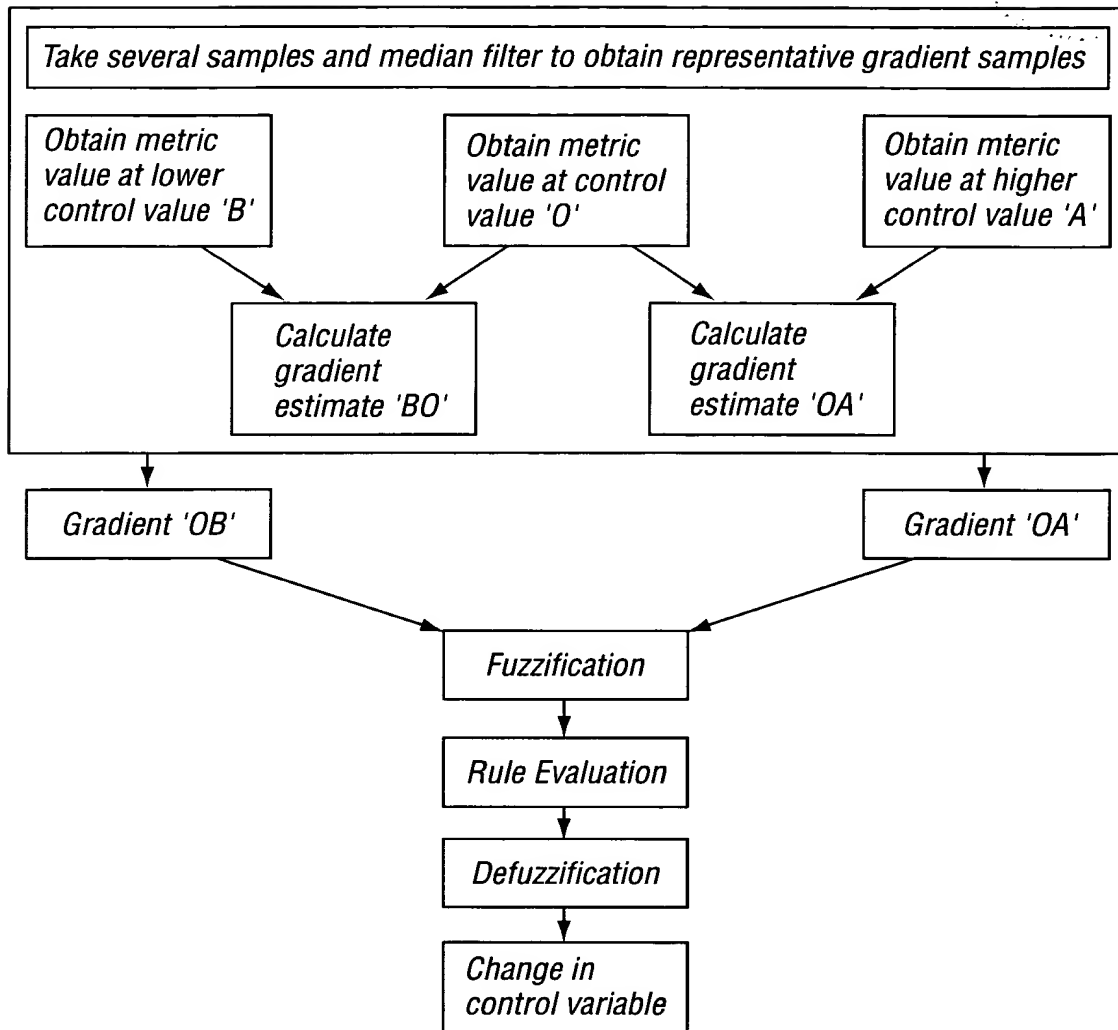 Take several samples and median filter to obtain representative gradient samples
Obtain metric
value at lower
control value 'B'
Obtain metric
value at control
value 'O'
Obtain mteric
value at higher
control value 'A'
Calculate
gradient
estimate 'BO'
Calculate
gradient
estimate 'OA'
Gradient 'OB'
Gradient 'OA'
Fuzzification
Rule Evaluation
Defuzzification
Change in
control variable